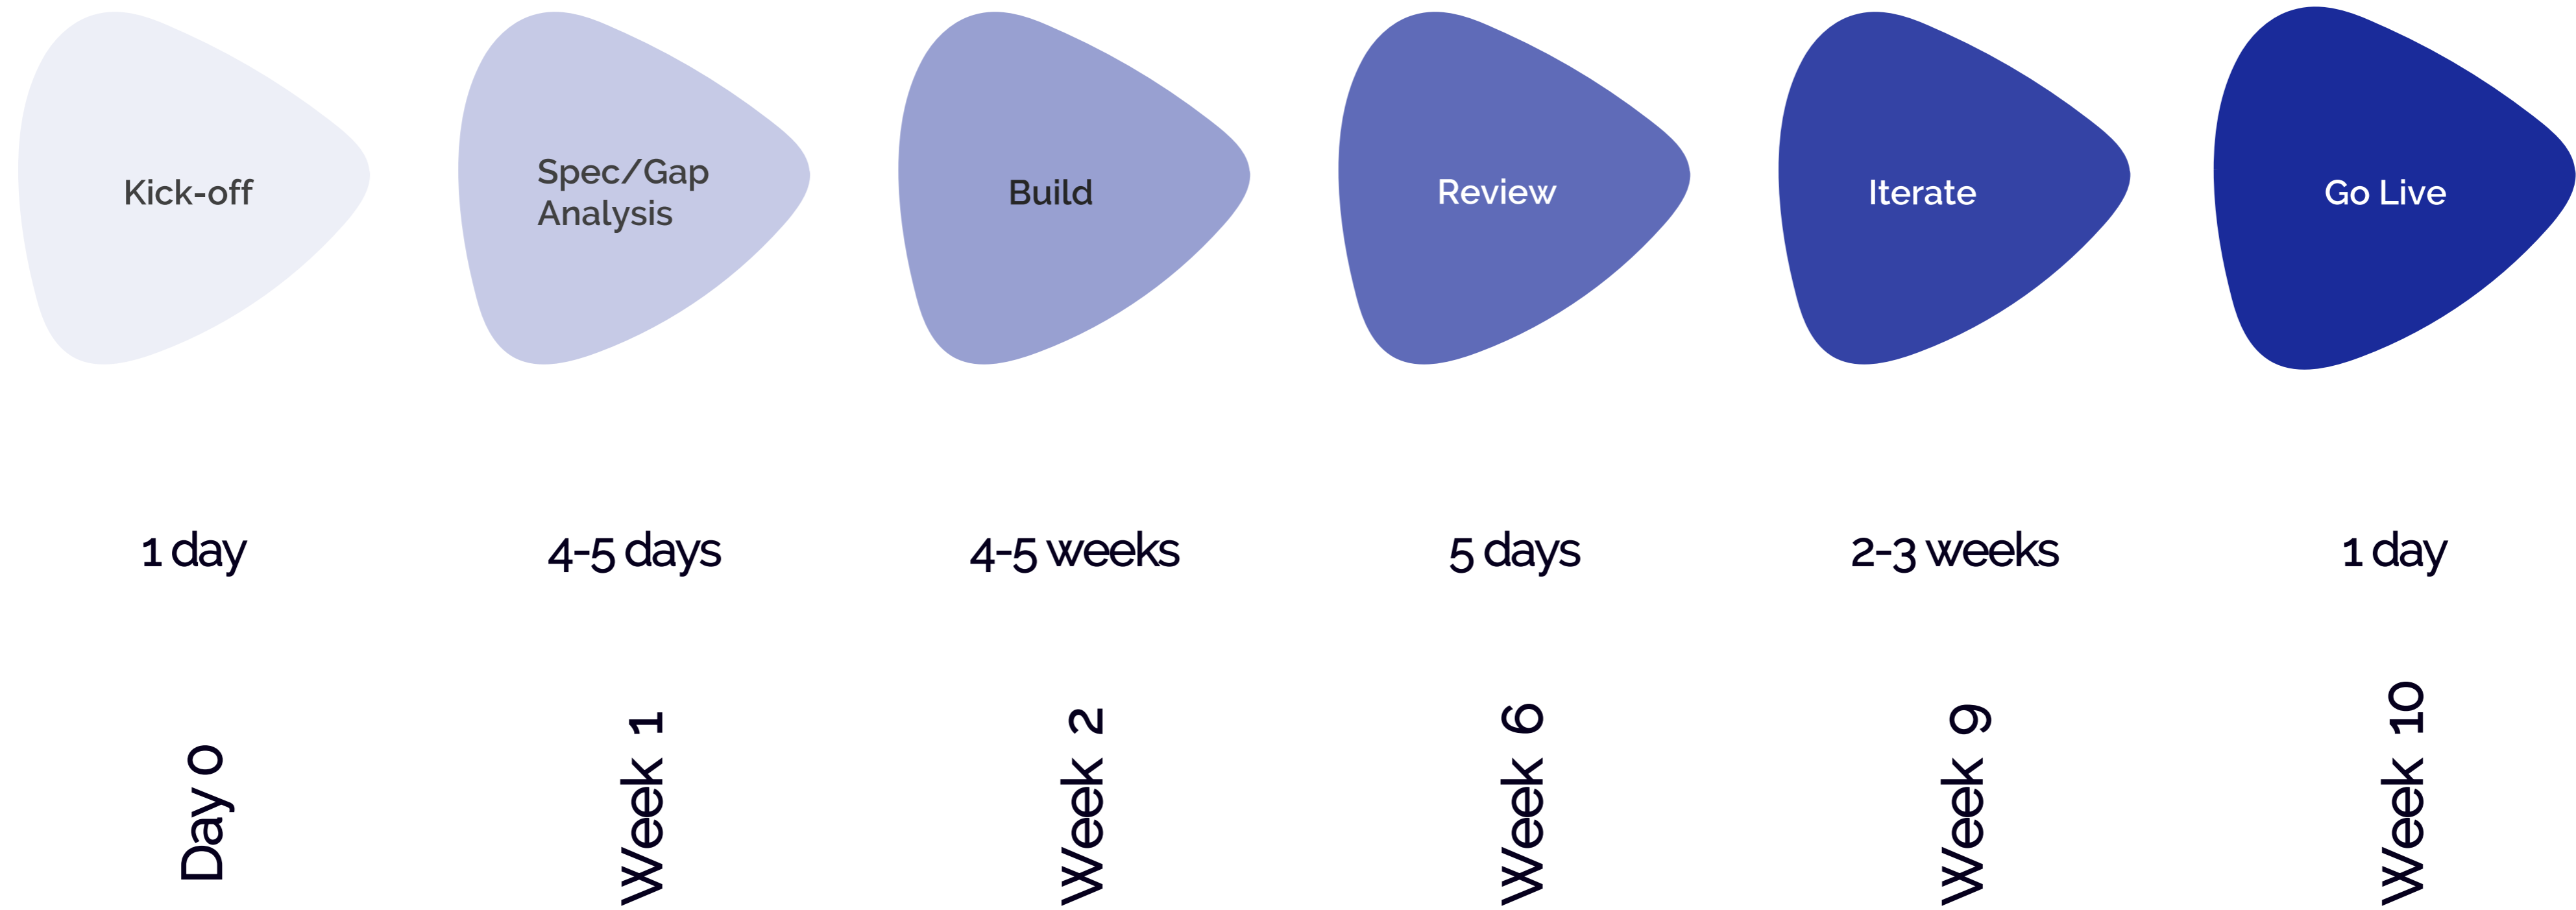 Kick-off
Spec/Gap
Analysis
Build
Review
Iterate
Go Live
1 day
4-5 days
4-5 weeks
5 days
2-3 weeks
1 day
Day 0
Week 1
Week 2
Week 6
Week 9
Week 10